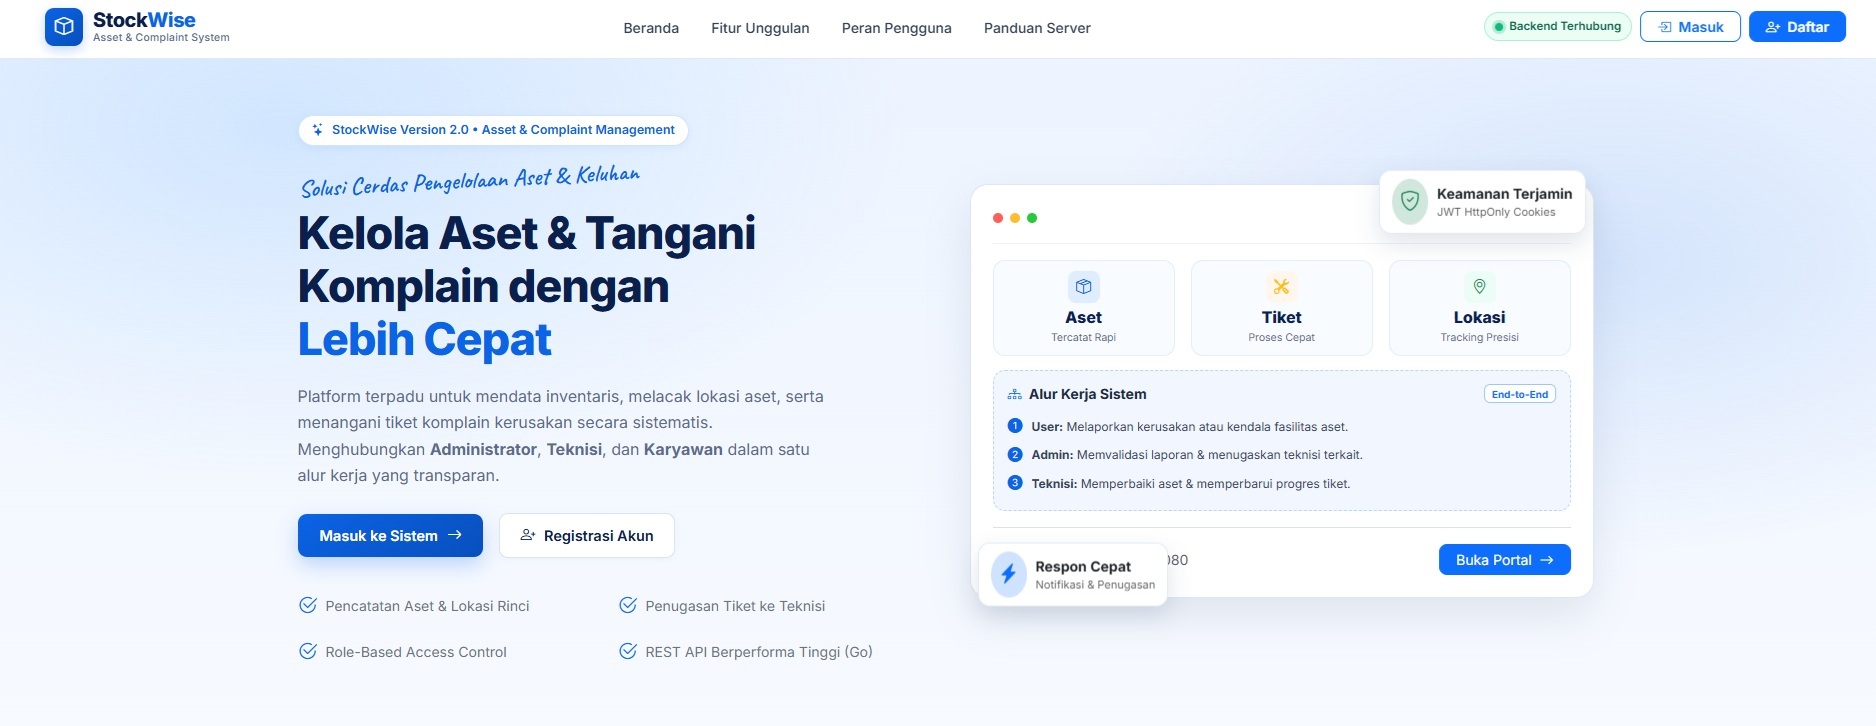 StockWise
Asset & Complaint System
Beranda
Fitur Unggulan
Peran Pengguna
Panduan Server
Backend Terhubung
Masuk
Daftar
StockWise Version 2.0 • Asset & Complaint Management
Solusi Cerdas Pengelolaan Aset & Keluhan
Kelola Aset & Tangani
Komplain dengan
Lebih Cepat
Platform terpadu untuk mendata inventaris, melacak lokasi aset, serta
menangani tiket komplain kerusakan secara sistematis.
Menghubungkan Administrator, Teknisi, dan Karyawan dalam satu
alur kerja yang transparan.
Masuk ke Sistem
Registrasi Akun
Pencatatan Aset & Lokasi Rinci
Penugasan Tiket ke Teknisi
Role-Based Access Control
REST API Berperforma Tinggi (Go)
Keamanan Terjamin
JWT HttpOnly Cookies
Aset
Tercatat Rapi
Tiket
Proses Cepat
Lokasi
Tracking Presisi
Alur Kerja Sistem
End-to-End
1 User: Melaporkan kerusakan atau kendala fasilitas aset.
2 Admin: Memvalidasi laporan & menugaskan teknisi terkait.
3 Teknisi: Memperbaiki aset & memperbarui progres tiket.
Respon Cepat
Notifikasi & Penugasan
Buka Portal